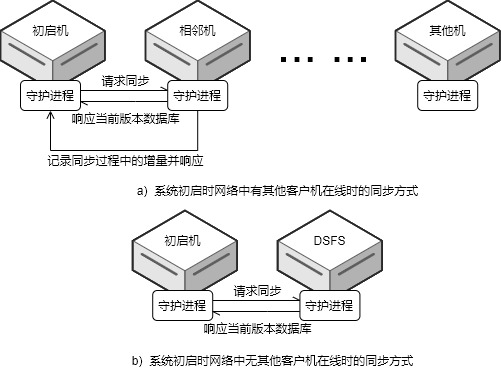 初启机 相邻机 其他机
请求同步
守护进程 守护进程 守护进程
响应当前版本数据库
记录同步过程中的增量并响应
a) 系统初启时网络中有其他客户机在线时的同步方式
初启机 DSFS
请求同步
守护进程 守护进程
响应当前版本数据库
b) 系统初启时网络中无其他客户机在线时的同步方式